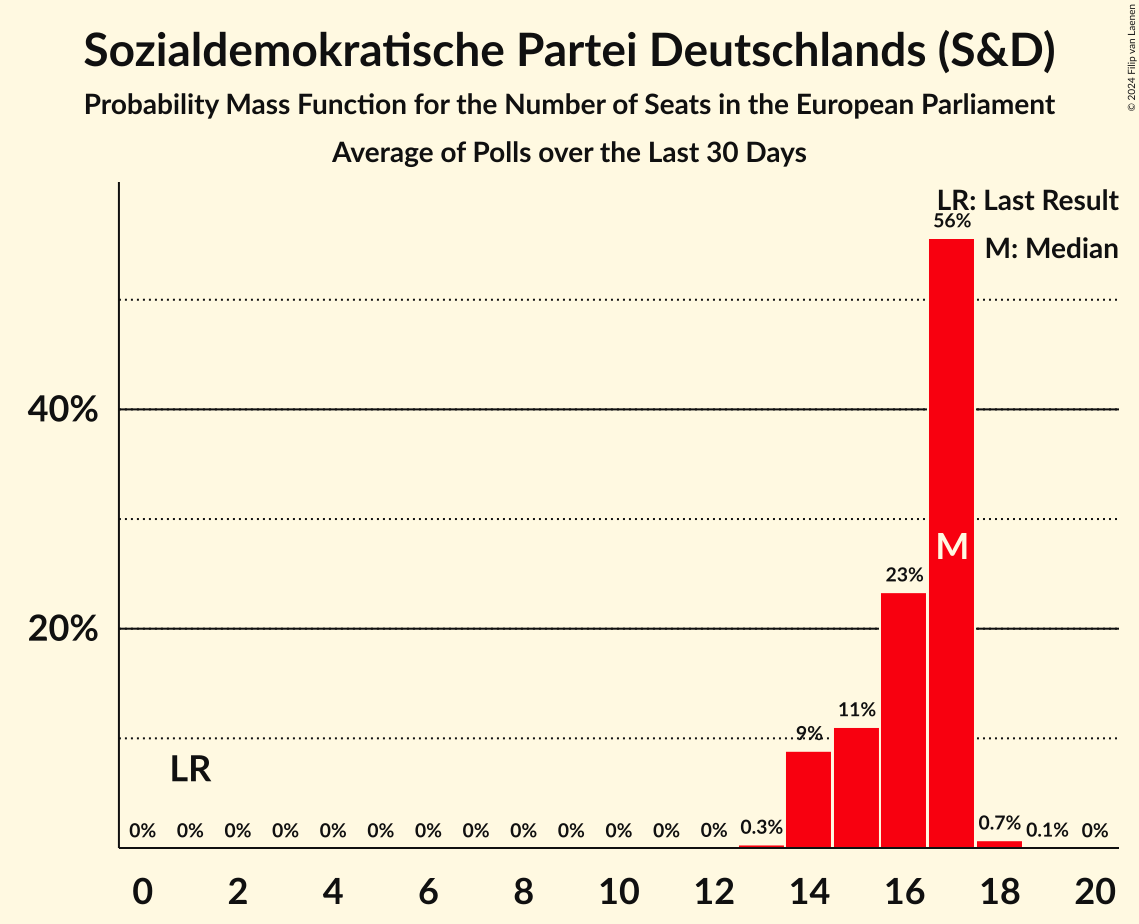 Sozialdemokratische Partei Deutschlands (S&D)
Probability Mass Function for the Number of Seats in the European Parliament
Average of Polls over the Last 30 Days
© 2024 Filip van Laenen
LR: Last Result
M: Median
56%
40%
M
23%
20%
11%
9%
LR
0% 0% 0% 0% 0% 0% 0% 0% 0% 0% 0% 0% 0% 0.3% 0.7% 0.1% 0%
0 2 4 6 8 10 12 14 16 18 20